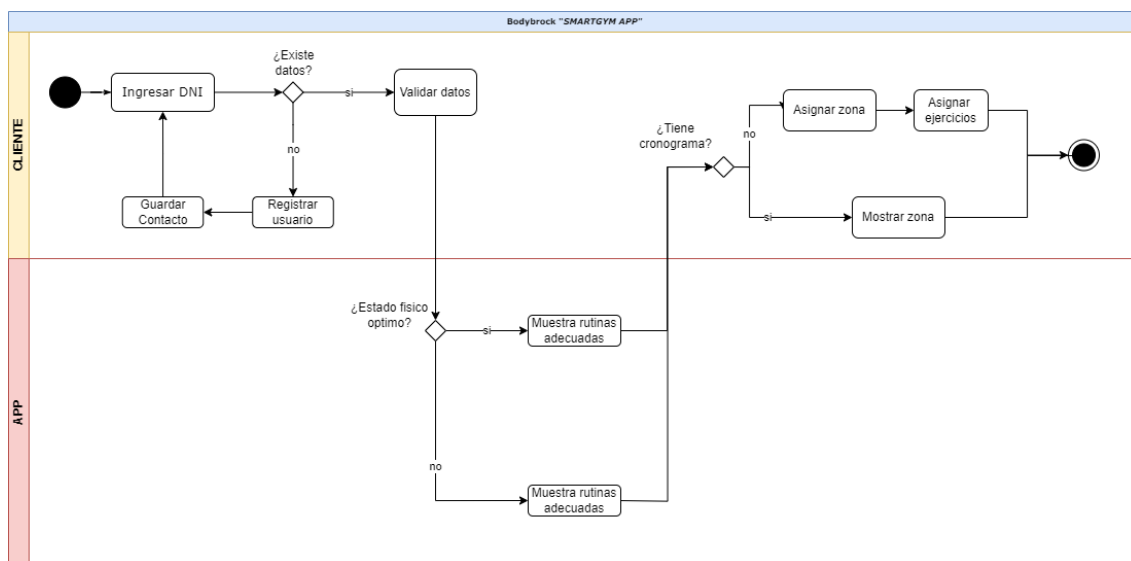 Bodybrock "SMARTGYM APP"
CLIENTE
¿Existe
datos?
Ingresar DNI
si
Validar datos
no
Guardar
Contacto
Registrar
usuario
¿Tiene
cronograma?
no
Asignar zona
Asignar
ejercicios
si
Mostrar zona
APP
¿Estado fisico
optimo?
si
Muestra rutinas
adecuadas
no
Muestra rutinas
adecuadas